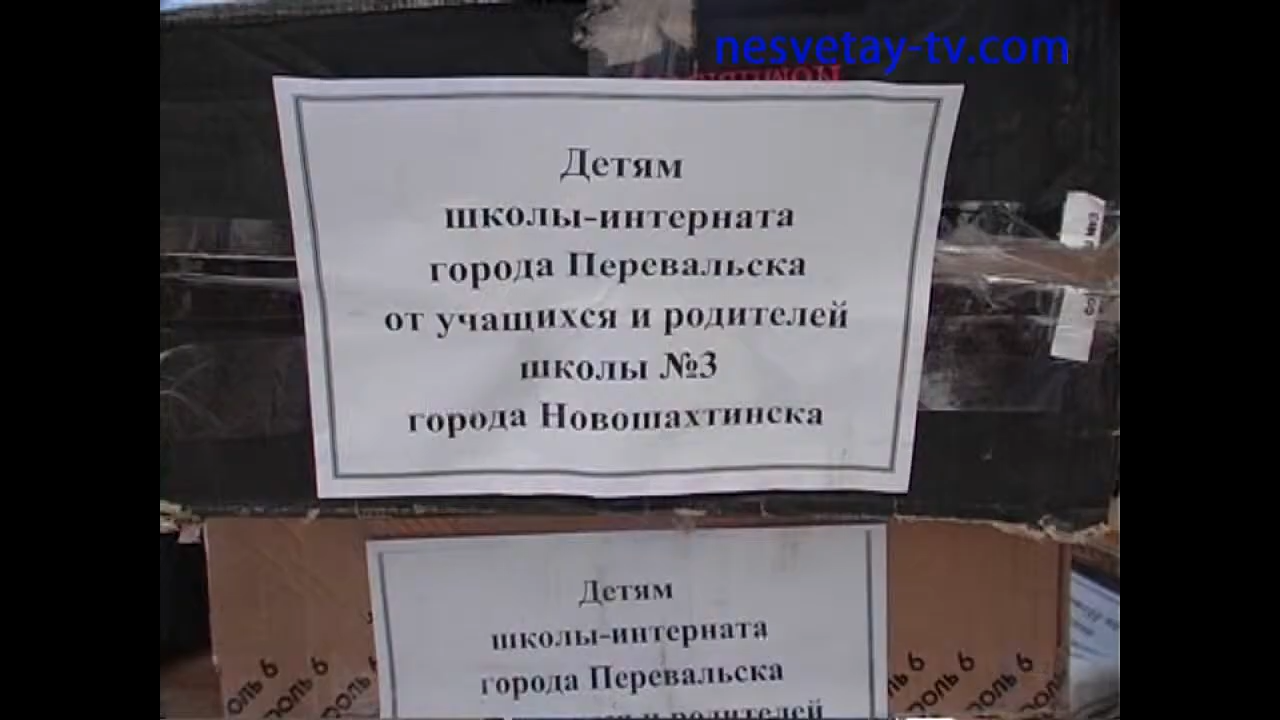 nesvetay-tv.com
Детям
школы-интерната
города Перевальска
от учащихся и родителей
школы №3
города Новошахтинска
Детям
школы-интерната
города Перевальска
и родителей